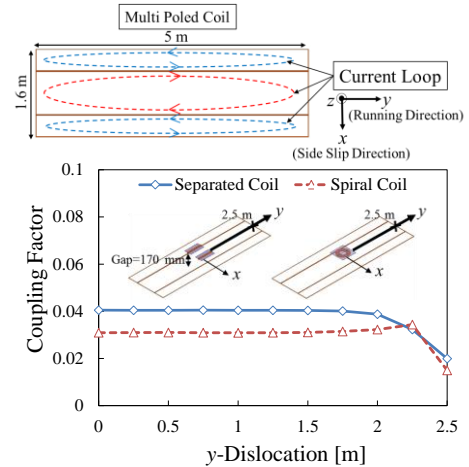 Multi Poled Coil
5 m
1.6 m
Current Loop
z
y
(Running Direction)
x
(Side Slip Direction)
Separated Coil
Spiral Coil
2.5 m
y
2.5 m
y
Gap=170 mm
x
x
Coupling Factor
0.1
0.08
0.06
0.04
0.02
0
0
0.5
1
1.5
2
2.5
y-Dislocation [m]